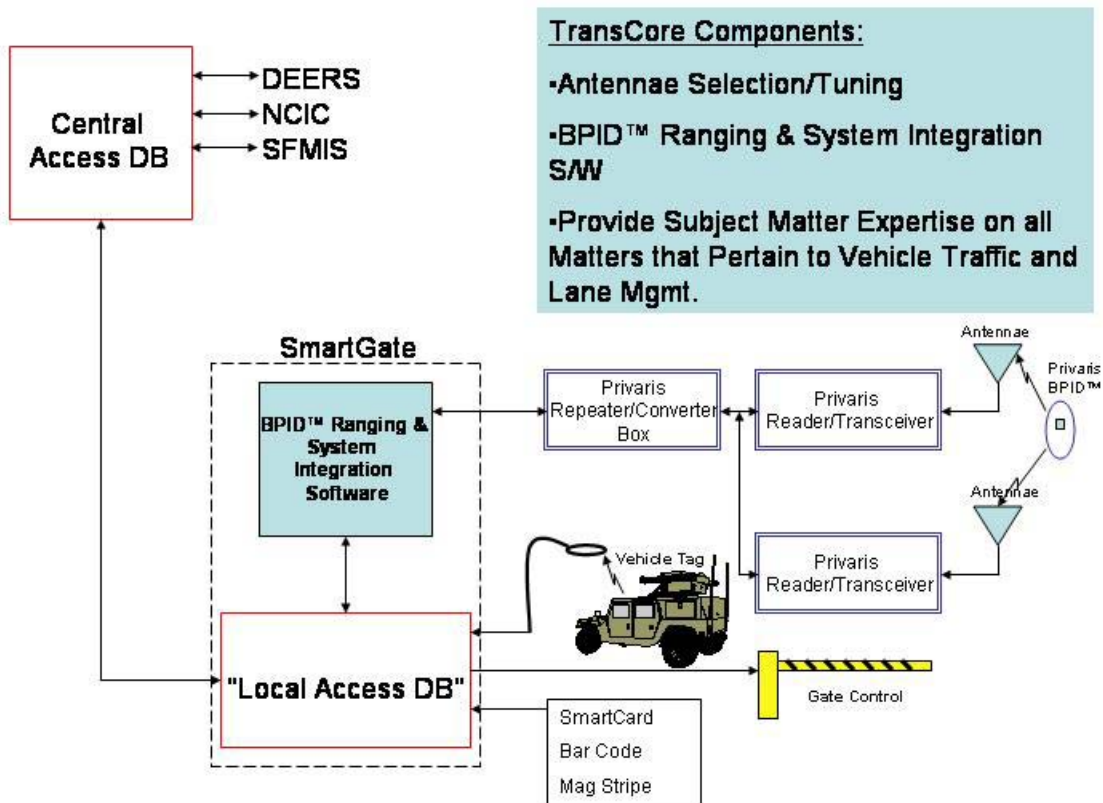 TransCore Components:
▪Antennae Selection/Tuning
▪BPID™ Ranging & System Integration
S/W
▪Provide Subject Matter Expertise on all
Matters that Pertain to Vehicle Traffic and
Lane Mgmt.
Central
Access DB
DEERS
NCIC
SFMIS
SmartGate
BPID™ Ranging &
System
Integration
Software
Privaris
Repeater/Converter
Box
Privaris
Reader/Transceiver
Antennae
Privaris
BPID™
Antennae
Privaris
Reader/Transceiver
Vehicle Tag
"Local Access DB"
Gate Control
SmartCard
Bar Code
Mag Stripe